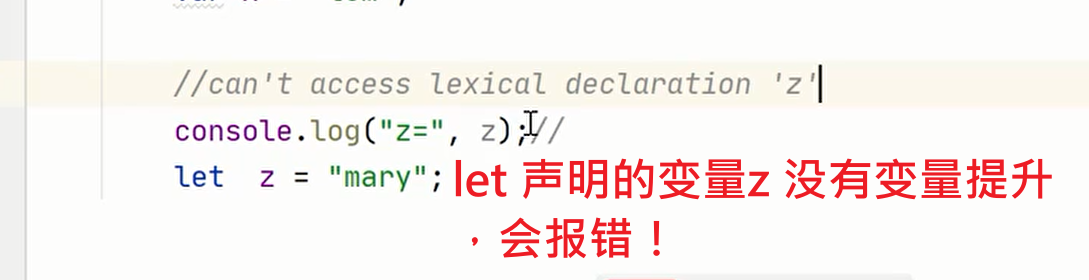 //can't access lexical declaration 'z'
console.log("z=", z);//
let  z = "mary"; let 声明的变量z 没有变量提升
，会报错！